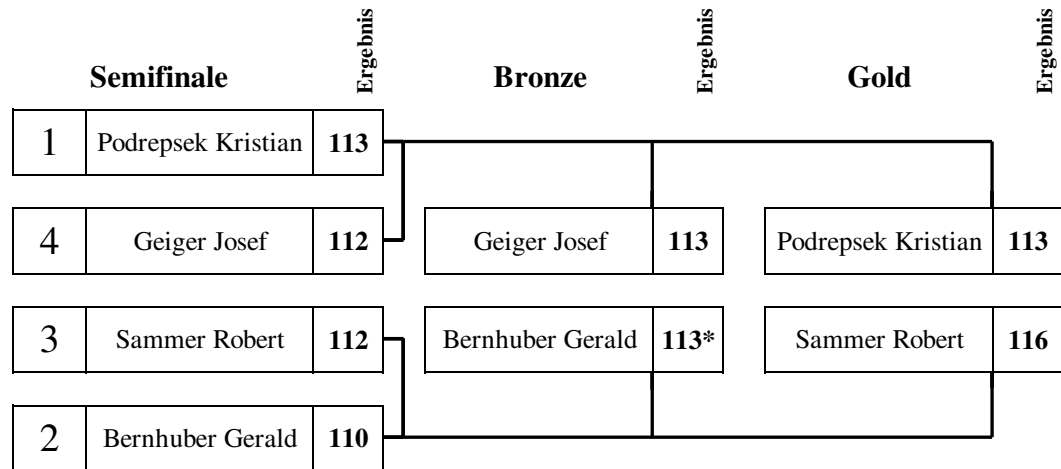 Semifinale Ergebnis Bronze Ergebnis Gold Ergebnis
1 Podrepsek Kristian 113
4 Geiger Josef 112 Geiger Josef 113 Podrepsek Kristian 113
3 Sammer Robert 112 Bernhuber Gerald 113* Sammer Robert 116
2 Bernhuber Gerald 110